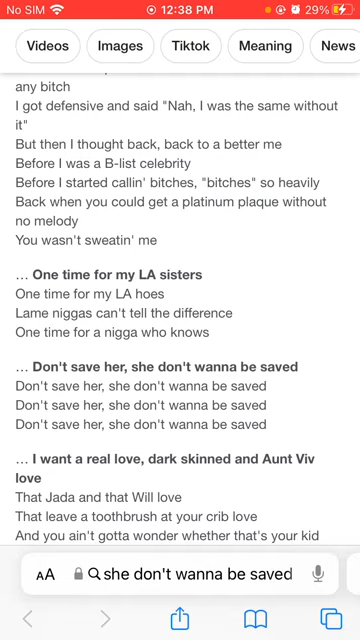 No SIM 12:38 PM 29%
Videos Images Tiktok Meaning News
any bitch
I got defensive and said "Nah, I was the same without
it"
But then I thought back, back to a better me
Before I was a B-list celebrity
Before I started callin' bitches, "bitches" so heavily
Back when you could get a platinum plaque without
no melody
You wasn't sweatin' me
... One time for my LA sisters
One time for my LA hoes
Lame niggas can't tell the difference
One time for a nigga who knows
... Don't save her, she don't wanna be saved
Don't save her, she don't wanna be saved
Don't save her, she don't wanna be saved
Don't save her, she don't wanna be saved
... I want a real love, dark skinned and Aunt Viv
love
That Jada and that Will love
That leave a toothbrush at your crib love
And you ain't gotta wonder whether that's your kid
AA she don't wanna be saved